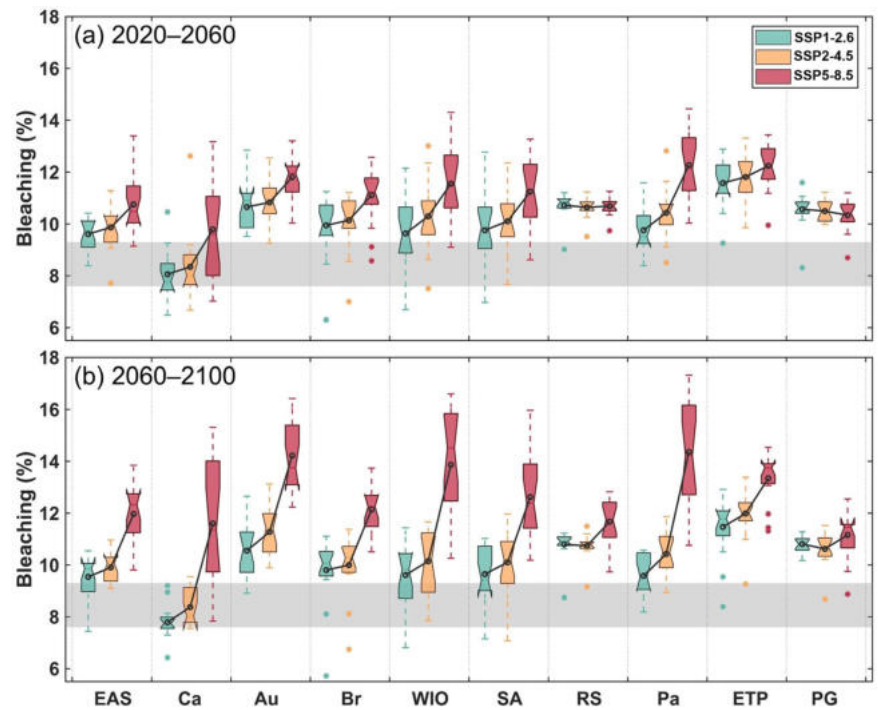 (a) 2020–2060
SSP1-2.6
SSP2-4.5
SSP5-8.5
Bleaching (%)
18
16
14
12
10
8
6
(b) 2060–2100
Bleaching (%)
18
16
14
12
10
8
6
EAS Ca Au Br WIO SA RS Pa ETP PG